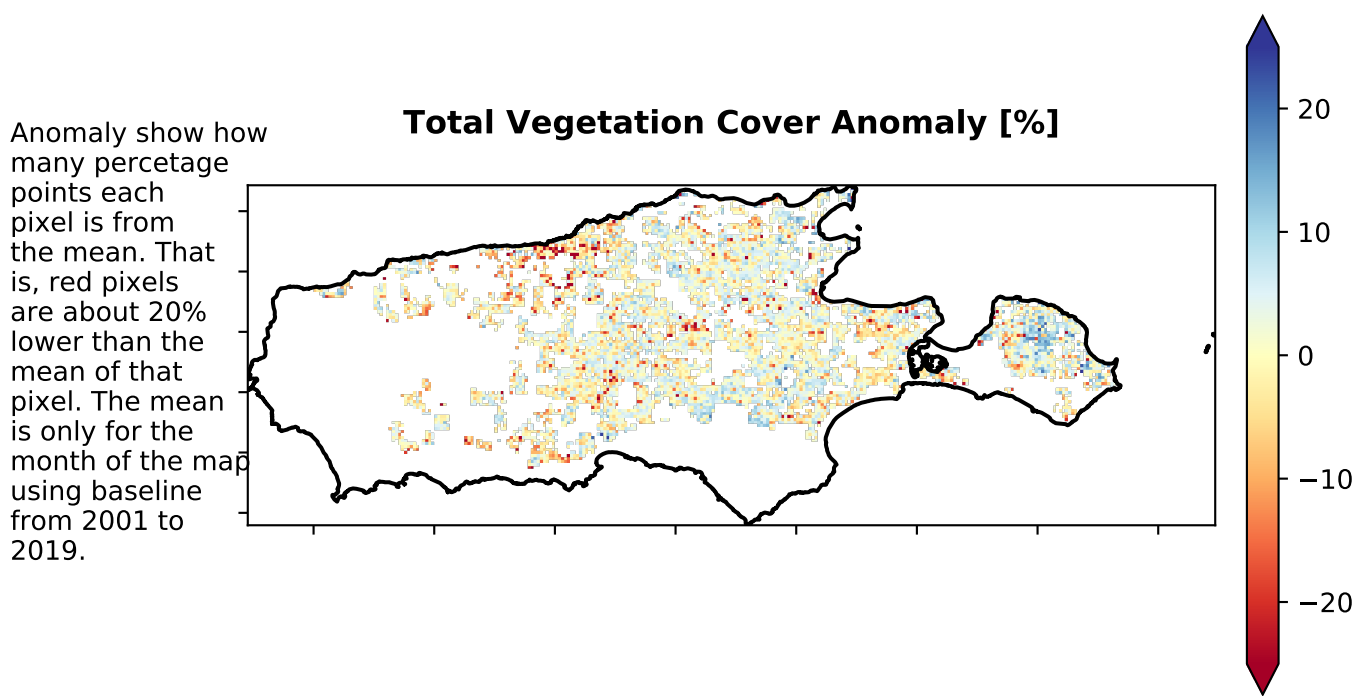 Total Vegetation Cover Anomaly [%]
Anomaly show how
many percetage
points each
pixel is from
the mean. That
is, red pixels
are about 20%
lower than the
mean of that
pixel. The mean
is only for the
month of the map
using baseline
from 2001 to
2019.
20
10
0
−10
−20